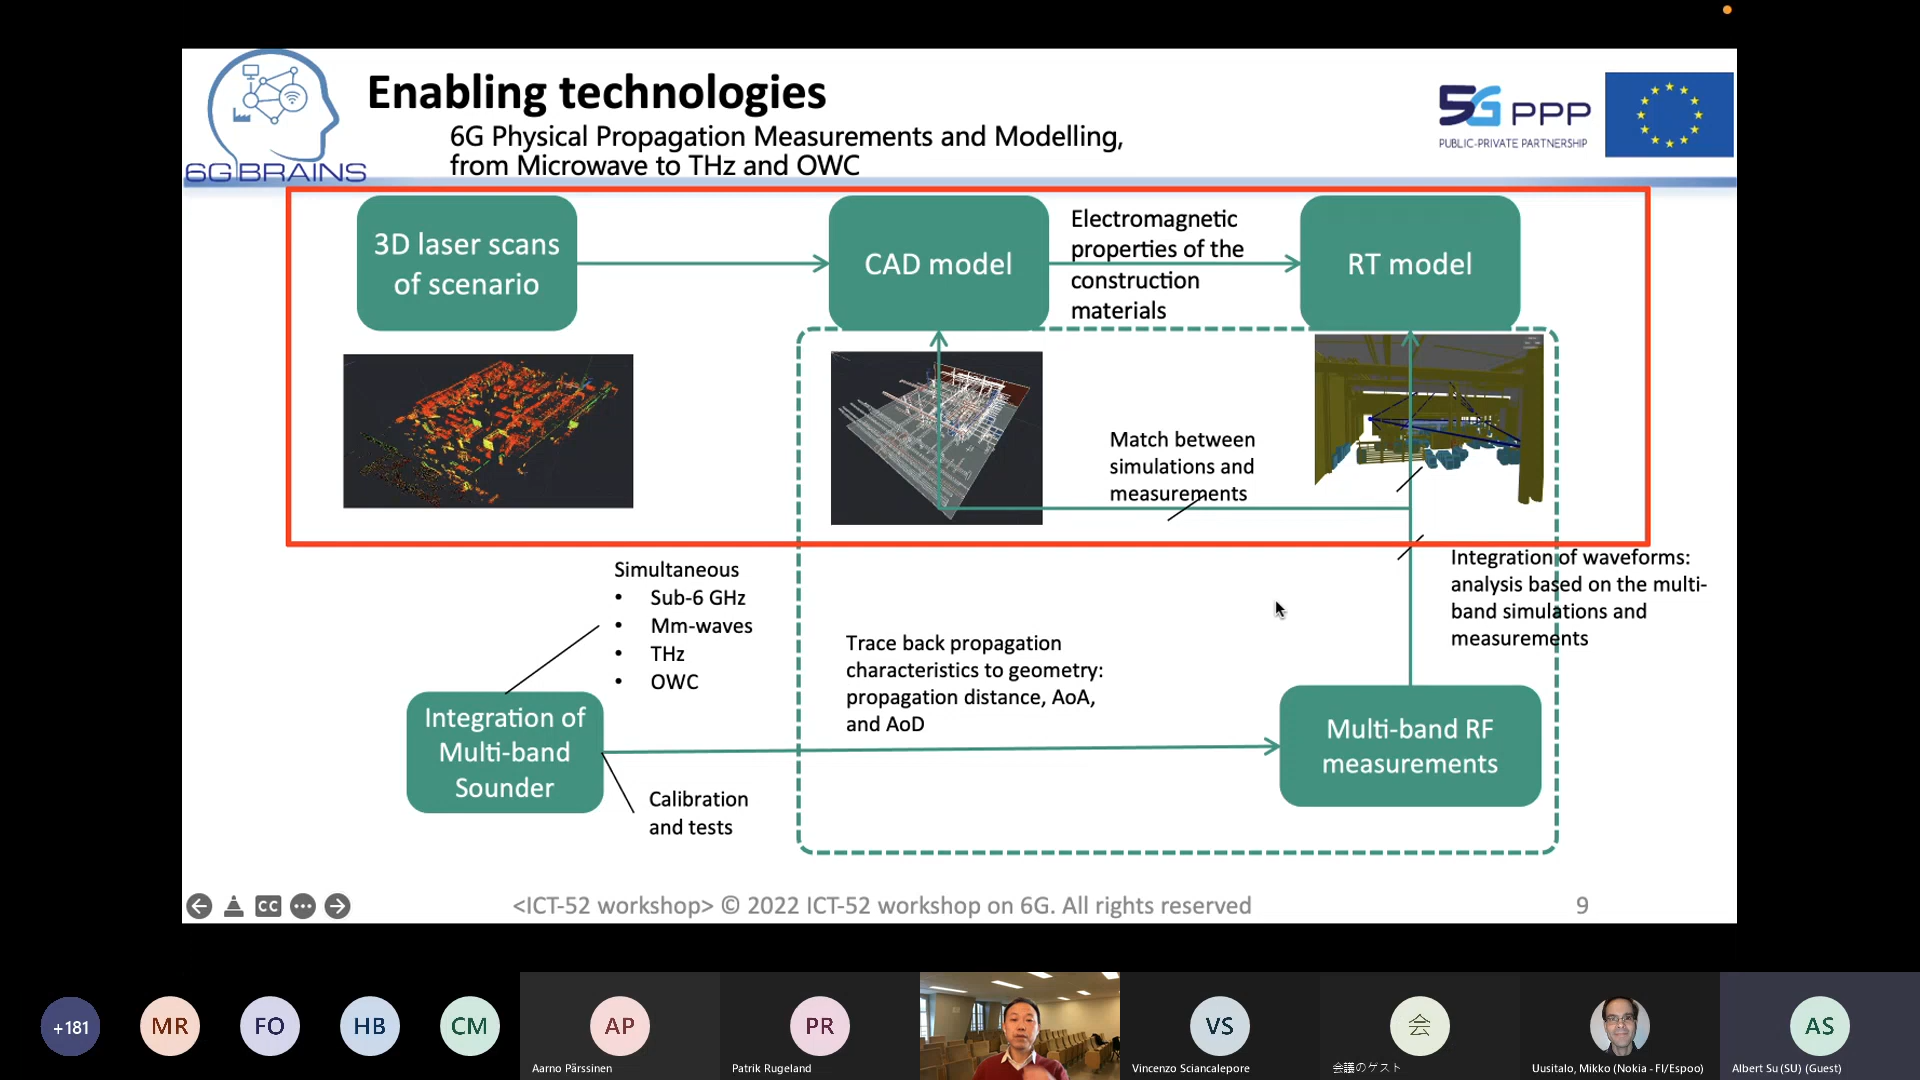 Enabling technologies
6G Physical Propagation Measurements and Modelling,
from Microwave to THz and OWC
6G BRAINS
5G PPP
PUBLIC-PRIVATE PARTNERSHIP
3D laser scans
of scenario
CAD model
Electromagnetic
properties of the
construction
materials
RT model
Match between
simulations and
measurements
Simultaneous
• Sub-6 GHz
• Mm-waves
• THz
• OWC
Integration of waveforms:
analysis based on the multi-
band simulations and
measurements
Trace back propagation
characteristics to geometry:
propagation distance, AoA,
and AoD
Integration of
Multi-band
Sounder
Multi-band RF
measurements
Calibration
and tests
CC
<ICT-52 workshop> © 2022 ICT-52 workshop on 6G. All rights reserved
9
+181
MR
FO
HB
CM
AP
Aarno Pärssinen
PR
Patrik Rugeland
VS
Vincenzo Sciancalepore
会
会議のゲスト
Uusitalo, Mikko (Nokia - FI/Espoo)
AS
Albert Su (SU) (Guest)